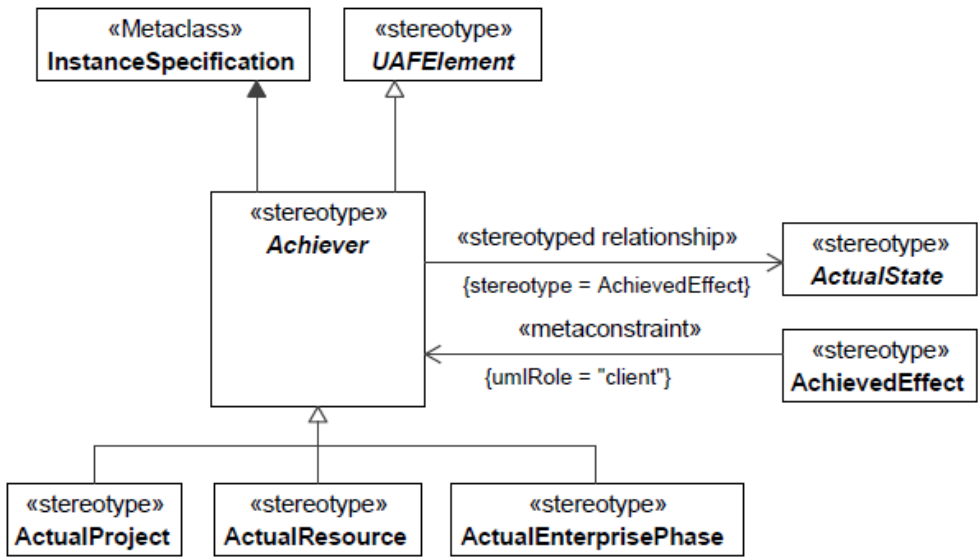 «Metaclass»
InstanceSpecification
«stereotype»
UAFElement
«stereotype»
Achiever
«stereotyped relationship»
{stereotype = AchievedEffect}
«stereotype»
ActualState
«metaconstraint»
{umlRole = "client"}
«stereotype»
AchievedEffect
«stereotype»
ActualProject
«stereotype»
ActualResource
«stereotype»
ActualEnterprisePhase